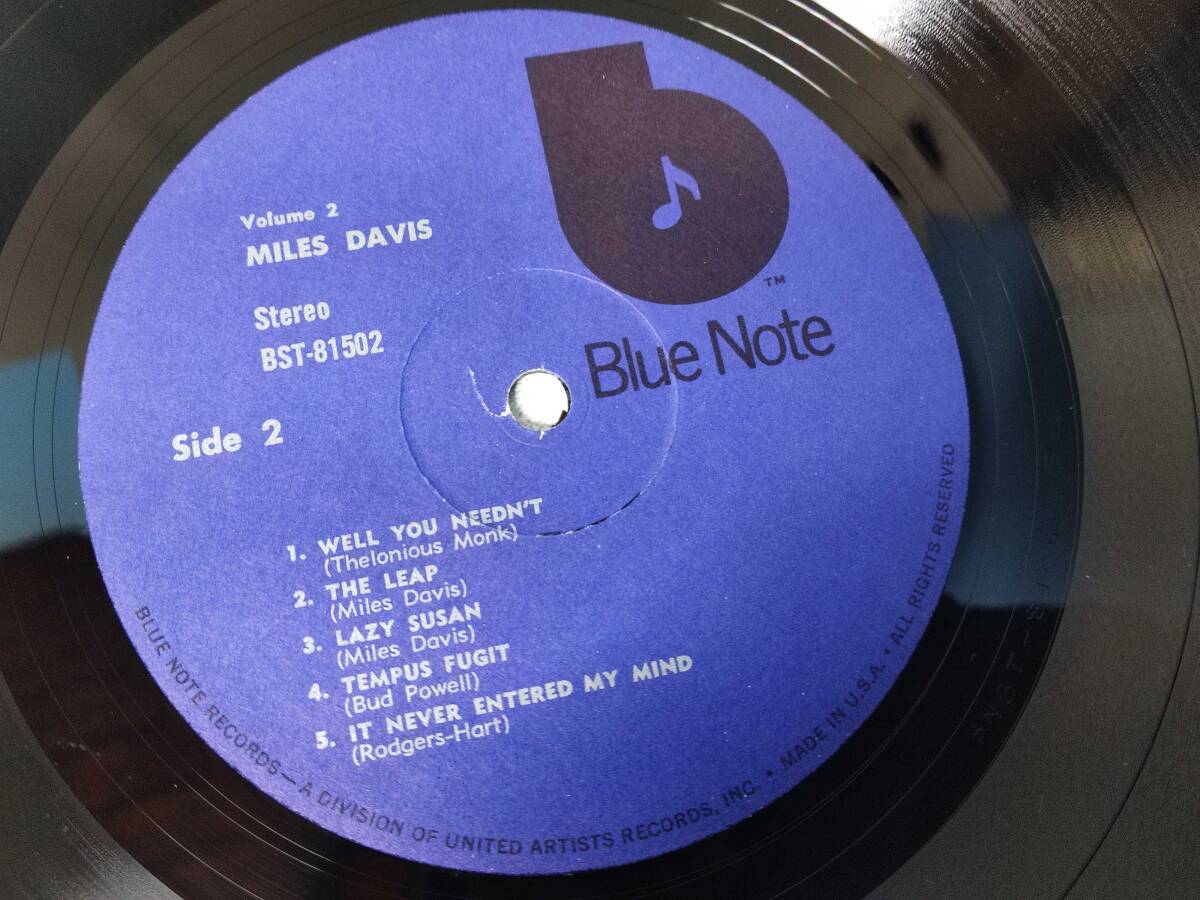 Volume 2
MILES DAVIS
Stereo
BST-81502
Side 2
b
TM
Blue Note
1. WELL YOU NEEDN'T
(Thelonious Monk)
2. THE LEAP
(Miles Davis)
3. LAZY SUSAN
(Miles Davis)
4. TEMPUS FUGIT
(Bud Powell)
5. IT NEVER ENTERED MY MIND
(Rodgers-Hart)
BLUE NOTE RECORDS — A DIVISION OF UNITED ARTISTS RECORDS, INC. • MADE IN U.S.A. • ALL RIGHTS RESERVED